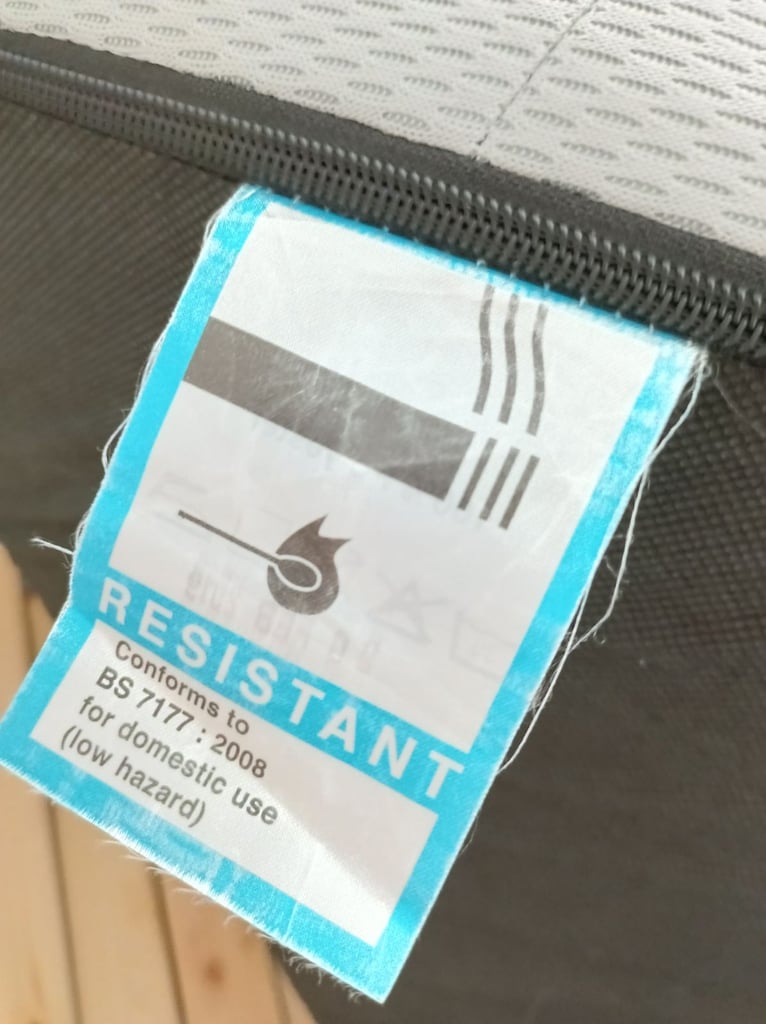 RESISTANT
Conforms to
BS 7177 : 2008
for domestic use
(low hazard)